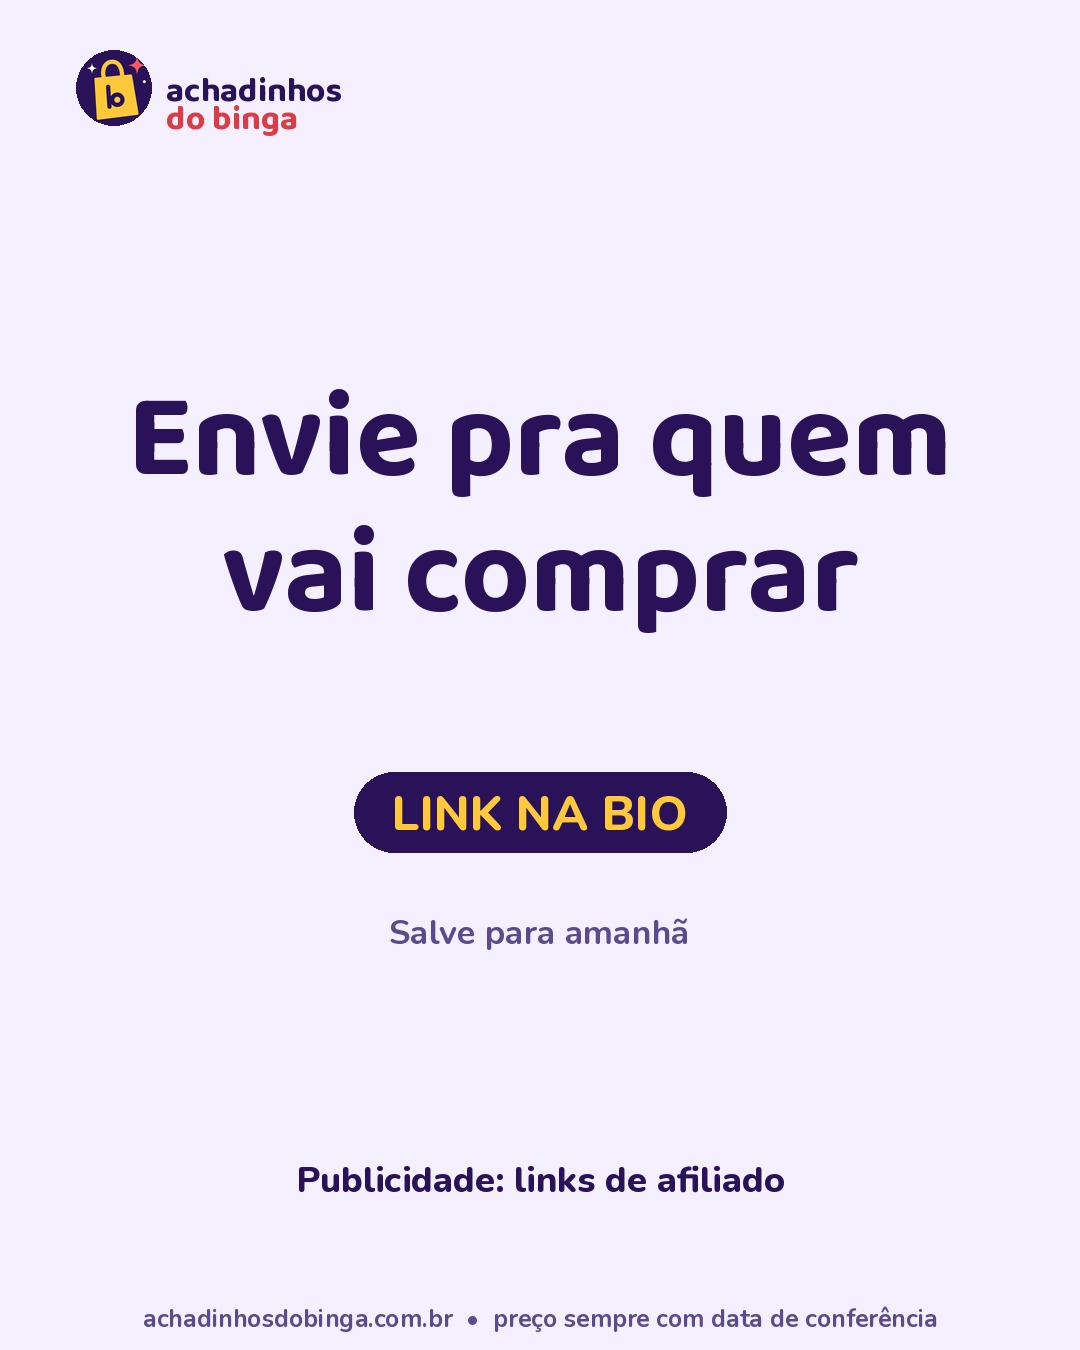 b
achadinhos
do binga
Envie pra quem
vai comprar
LINK NA BIO
Salve para amanhã
Publicidade: links de afiliado
achadinhosdobinga.com.br • preço sempre com data de conferência